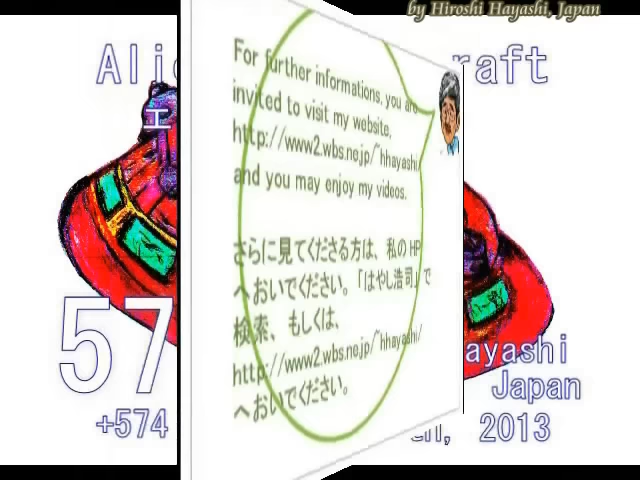 by Hiroshi Hayashi, Japan
raft
For further informations, you are
invited to visit my website,
http://www2.wbs.ne.jp/~hhayashi/
and you may enjoy my videos.
さらに見てくださる方は、私のHP
へおいでください。「はやし浩司」で
検索、もしくは、
http://www2.wbs.ne.jp/~hhayashi/
へおいでください。
57
+574
ayashi
Japan
2013